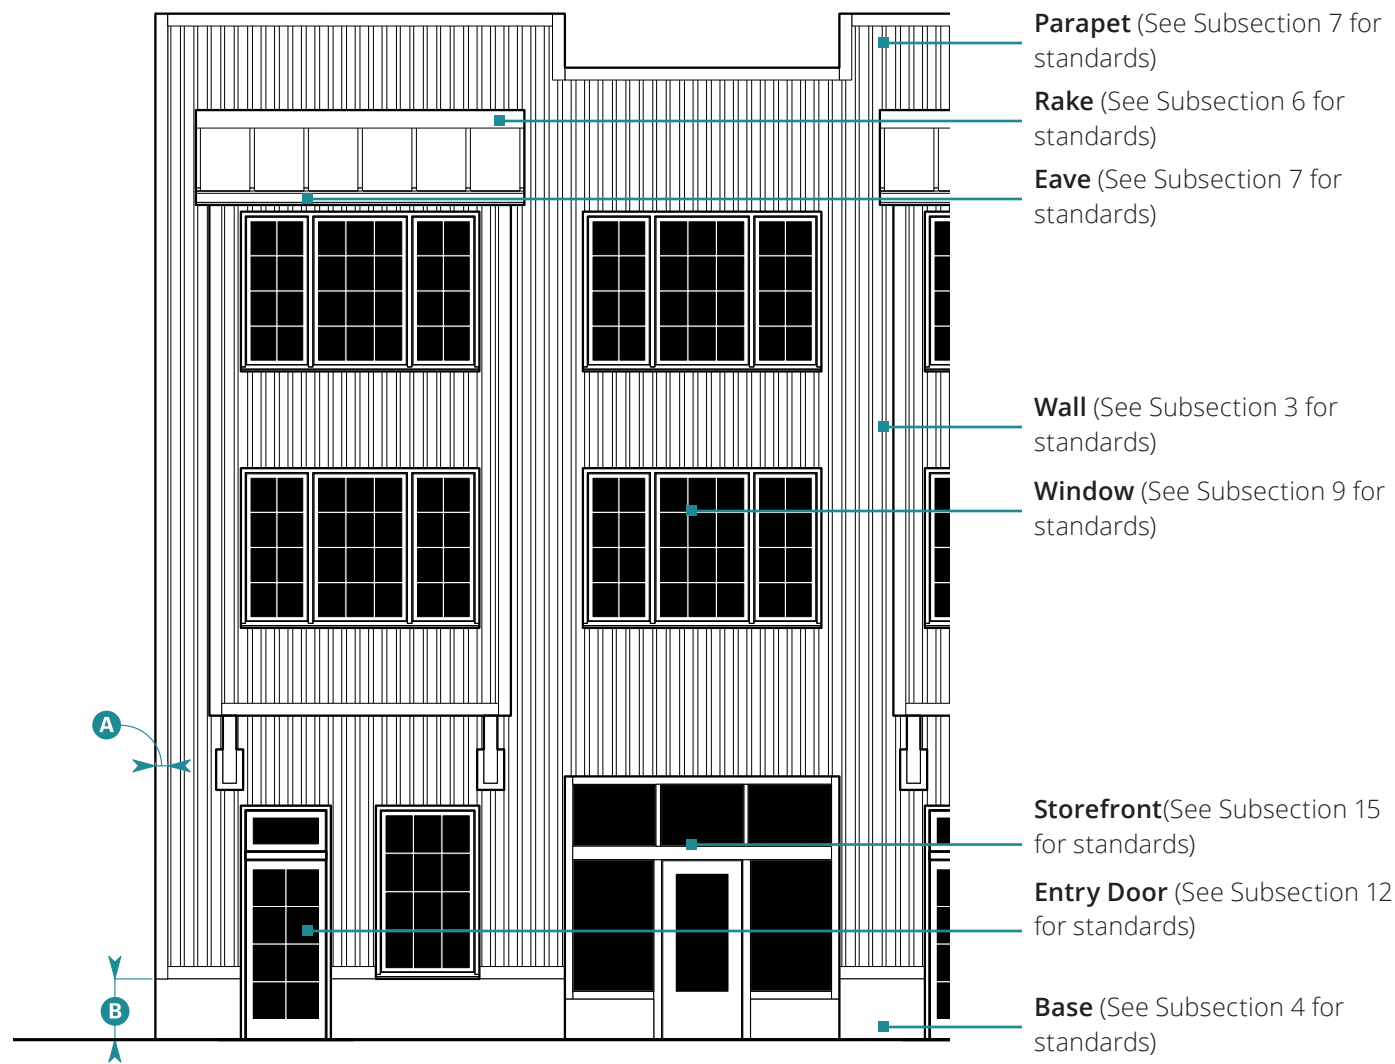 Parapet (See Subsection 7 for
standards)
Rake (See Subsection 6 for
standards)
Eave (See Subsection 7 for
standards)
Wall (See Subsection 3 for
standards)
Window (See Subsection 9 for
standards)
A
Storefront(See Subsection 15
for standards)
Entry Door (See Subsection 12
for standards)
B
Base (See Subsection 4 for
standards)